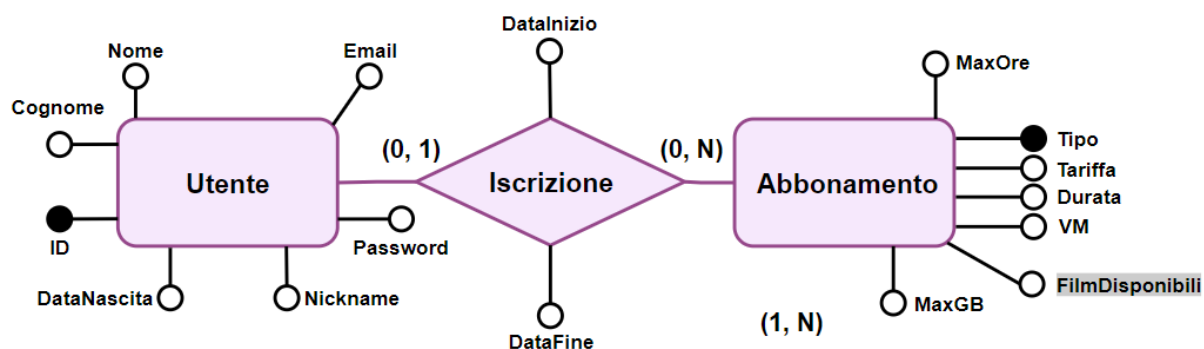 DataInizio
Nome
Email
MaxOre
Cognome
(0, 1)
(0, N)
Tipo
Tariffa
Utente
Iscrizione
Abbonamento
Durata
VM
ID
Password
FilmDisponibili
DataNascita
Nickname
MaxGB
(1, N)
DataFine